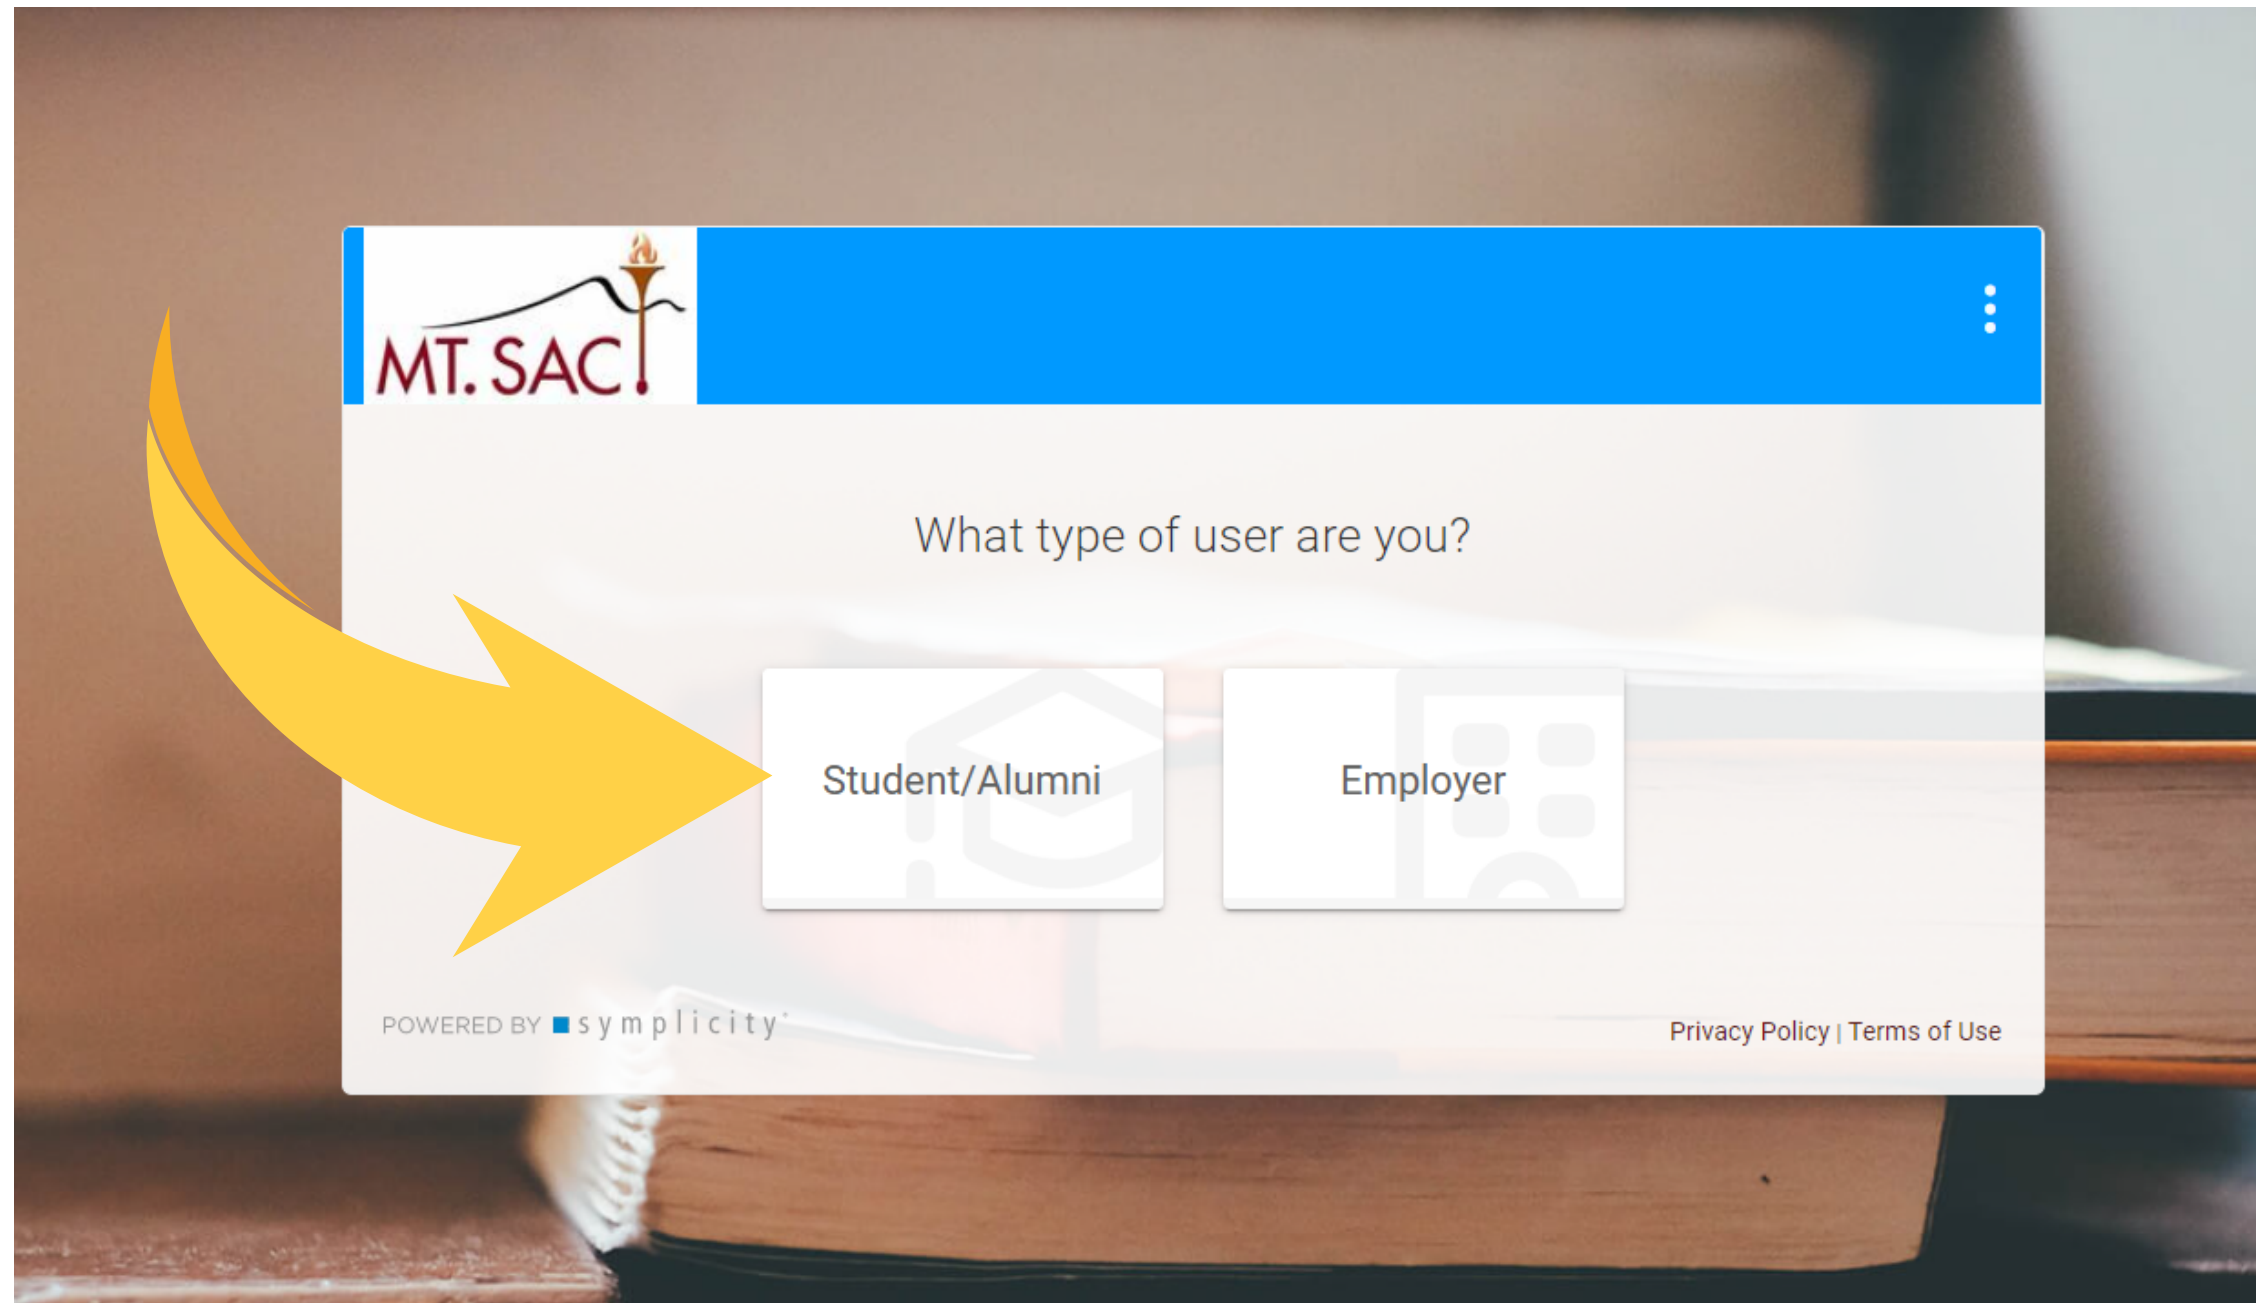 MT. SAC
What type of user are you?
Student/Alumni
Employer
POWERED BY symplicity
Privacy Policy | Terms of Use